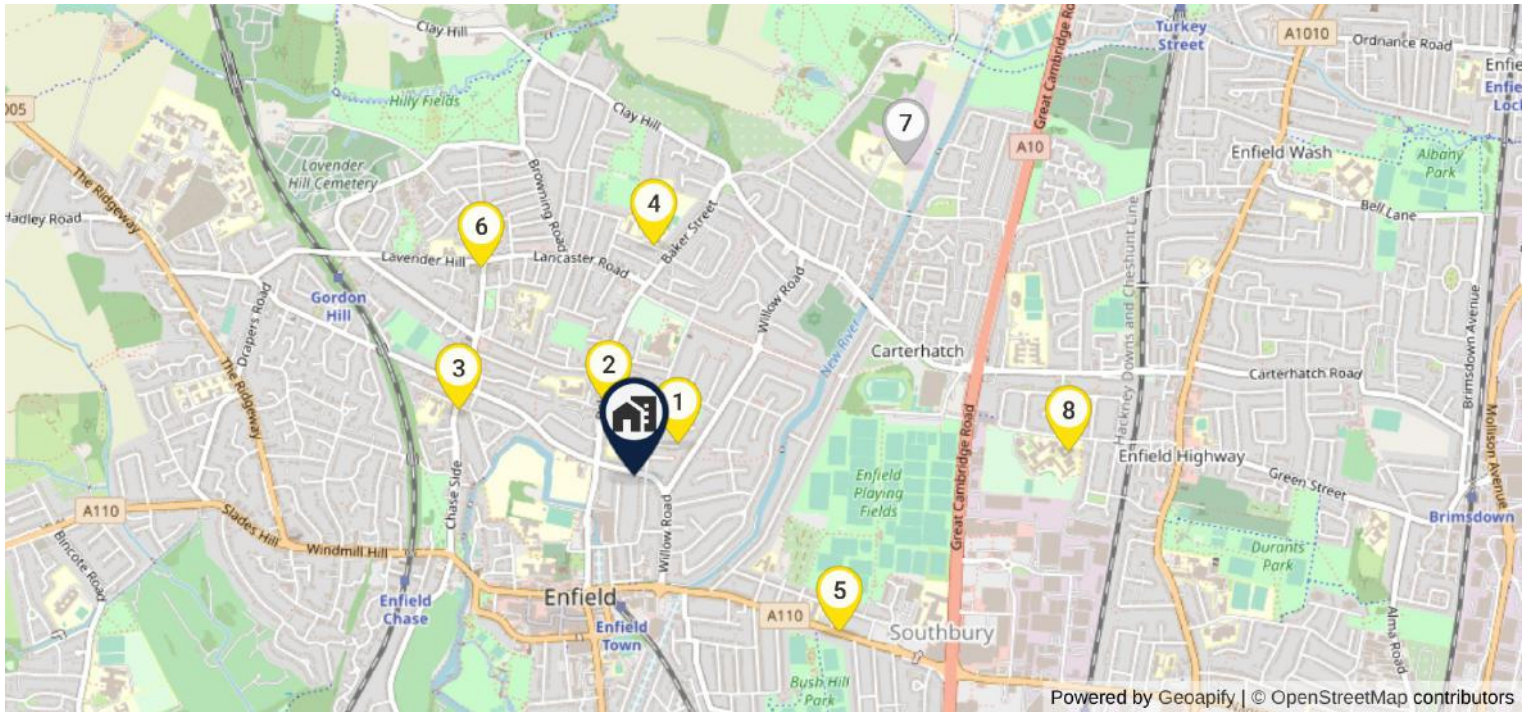 Clay Hill
Turkey
Street
A1010
Ordnance Road
Enfie
Enfiel
Lock
005
Hilly Fields
Clay Hill
Great Cambridge Ro
7
A10
Enfield Wash
Albany
Park
Lavender
Hill Cemetery
The Ridgeway
Browning Road
4
Baker Street
Bell Lane
Hadley Road
6
Lavender Hill
Lancaster Road
Gordon
Hill
Willow Road
Drapers Road
Hackney Downs and Cheshunt Line
Brimsdown Avenue
New River
Carterhatch
Carterhatch Road
3
2
1
8
The Ridgeway
Great Cambridge Road
Mollison Avenue
Enfield Highway
Green Street
Enfield
Playing
Fields
Chase Side
A110
Slades Hill
Windmill Hill
Willow Road
Brimsdown
Bincote Road
Durants
Park
Enfield
Chase
Enfield
5
A110
Enfield
Town
Southbury
Alma Road
Bush Hill
Park
Powered by Geoapify | © OpenStreetMap contributors